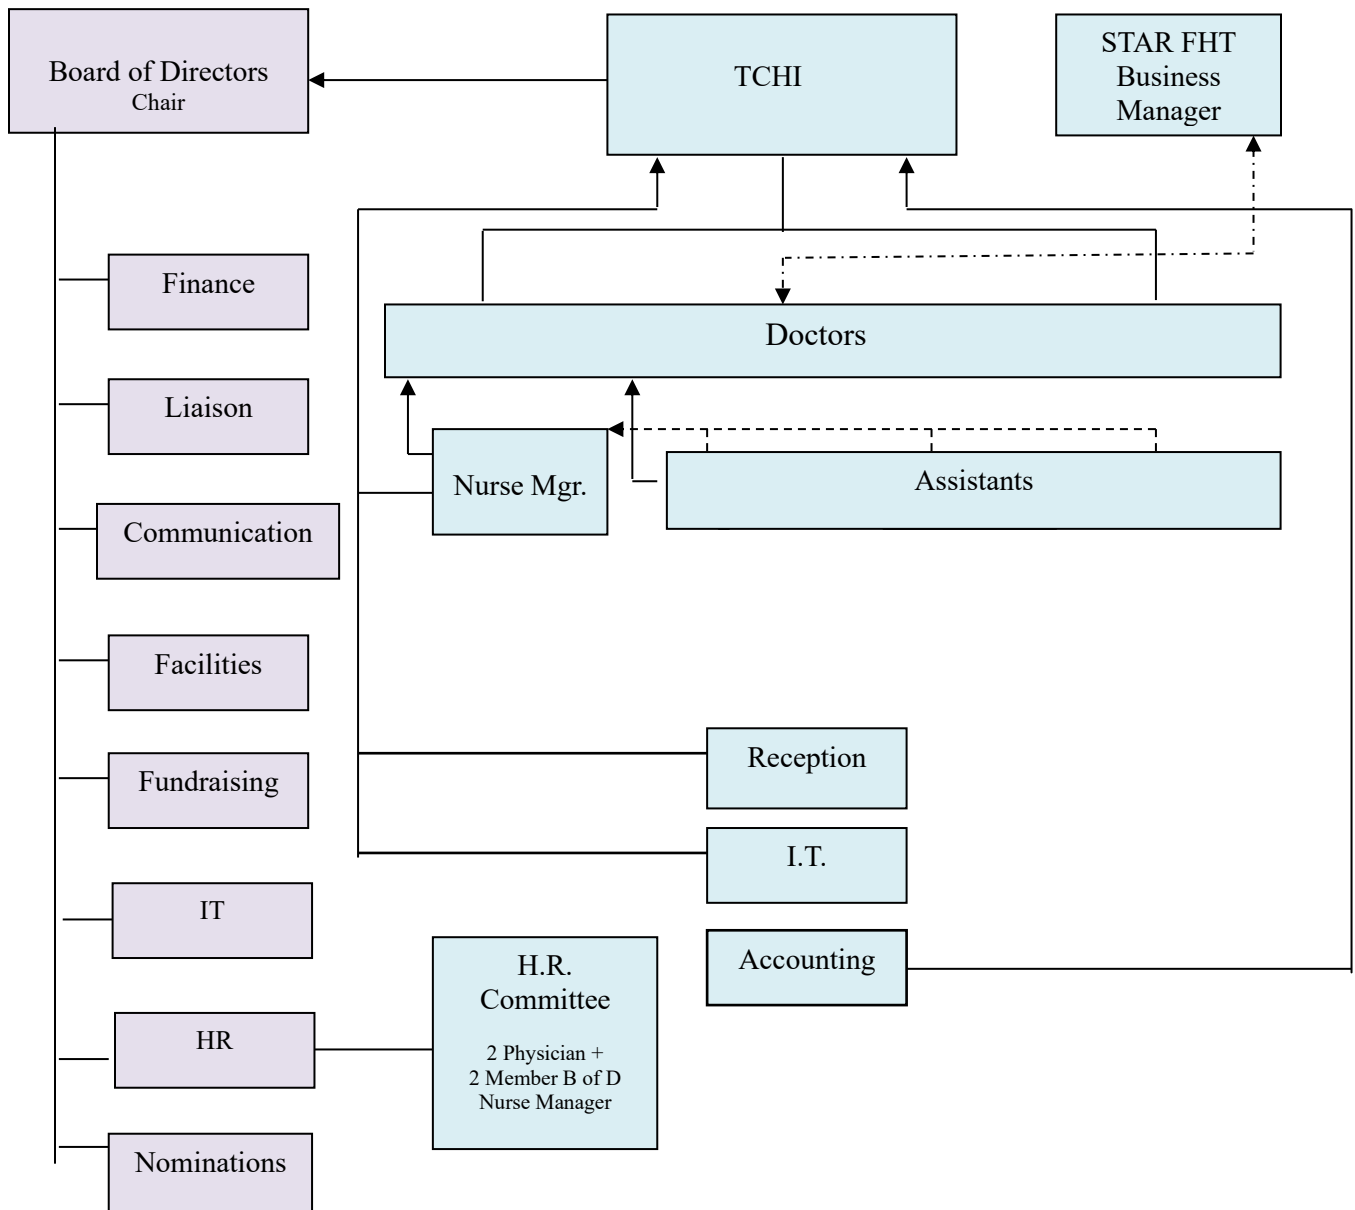 Board of Directors
Chair
TCHI
STAR FHT
Business
Manager
Finance
Doctors
Liaison
Nurse Mgr.
Assistants
Communication
Facilities
Reception
Fundraising
I.T.
IT
H.R.
Committee
2 Physician +
2 Member B of D
Nurse Manager
Accounting
HR
Nominations